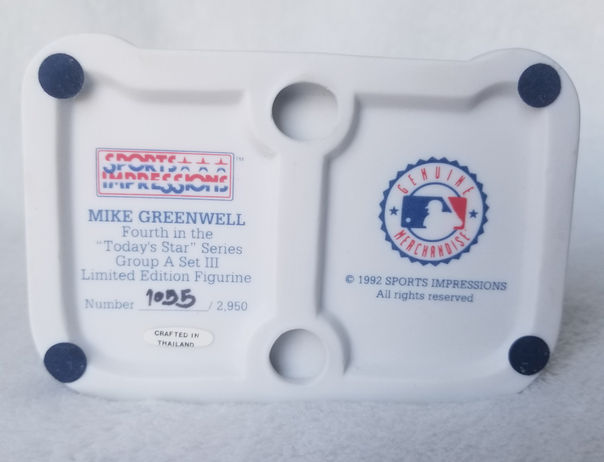 SPORTS
IMPRESSIONS™
MIKE GREENWELL
Fourth in the
"Today's Star" Series
Group A Set III
Limited Edition Figurine
Number 1035 / 2,950
CRAFTED IN
THAILAND
GENUINE
MERCHANDISE
© 1992 SPORTS IMPRESSIONS
All rights reserved